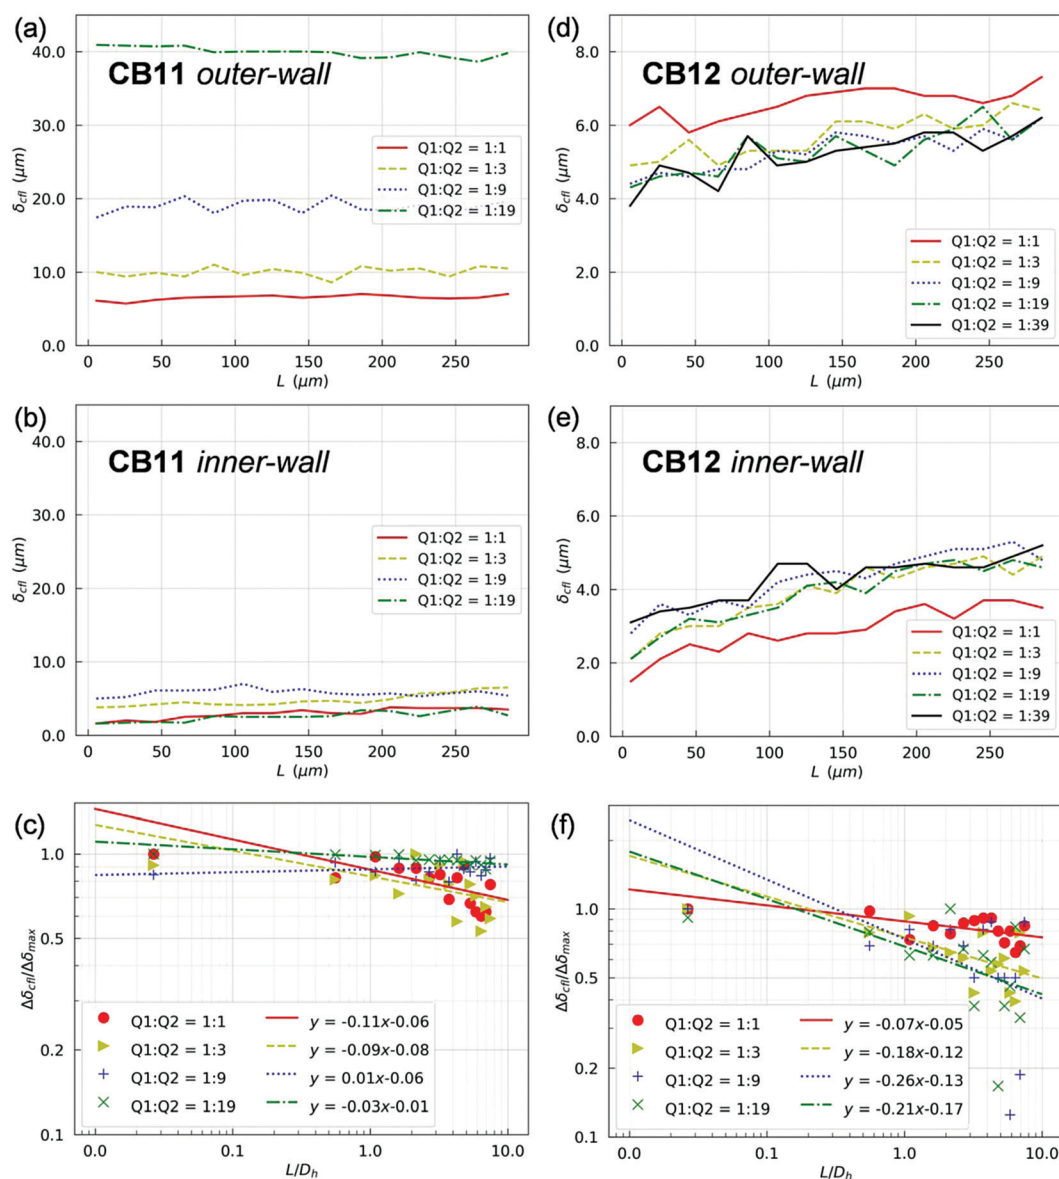 (a)
CB11 outer-wall
40.0
30.0
20.0
10.0
0.0
δcfl (μm)
Q1:Q2 = 1:1
Q1:Q2 = 1:3
Q1:Q2 = 1:9
Q1:Q2 = 1:19
0 50 100 150 200 250
L (μm)
(d)
CB12 outer-wall
8.0
6.0
4.0
2.0
0.0
δcfl (μm)
Q1:Q2 = 1:1
Q1:Q2 = 1:3
Q1:Q2 = 1:9
Q1:Q2 = 1:19
Q1:Q2 = 1:39
0 50 100 150 200 250
L (μm)
(b)
CB11 inner-wall
40.0
30.0
20.0
10.0
0.0
δcfl (μm)
Q1:Q2 = 1:1
Q1:Q2 = 1:3
Q1:Q2 = 1:9
Q1:Q2 = 1:19
0 50 100 150 200 250
L (μm)
(e)
CB12 inner-wall
8.0
6.0
4.0
2.0
0.0
δcfl (μm)
Q1:Q2 = 1:1
Q1:Q2 = 1:3
Q1:Q2 = 1:9
Q1:Q2 = 1:19
Q1:Q2 = 1:39
0 50 100 150 200 250
L (μm)
(c)
1.0
0.5
0.2
0.1
Δδcfl/Δδmax
Q1:Q2 = 1:1 y = -0.11x-0.06
Q1:Q2 = 1:3 y = -0.09x-0.08
Q1:Q2 = 1:9 y = 0.01x-0.06
Q1:Q2 = 1:19 y = -0.03x-0.01
0.0 0.1 1.0 10.0
L/Dh
(f)
1.0
0.5
0.2
0.1
Δδcfl/Δδmax
Q1:Q2 = 1:1 y = -0.07x-0.05
Q1:Q2 = 1:3 y = -0.18x-0.12
Q1:Q2 = 1:9 y = -0.26x-0.13
Q1:Q2 = 1:19 y = -0.21x-0.17
0.0 0.1 1.0 10.0
L/Dh